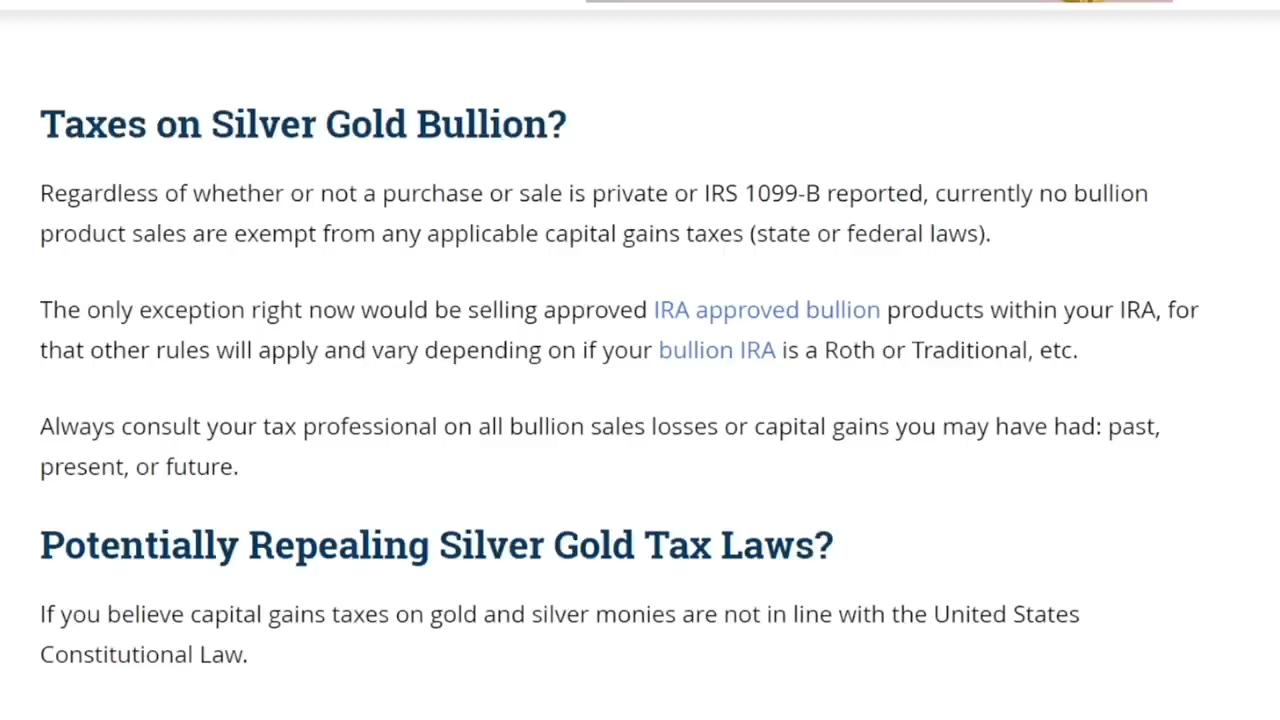 Taxes on Silver Gold Bullion?
Regardless of whether or not a purchase or sale is private or IRS 1099-B reported, currently no bullion
product sales are exempt from any applicable capital gains taxes (state or federal laws).
The only exception right now would be selling approved IRA approved bullion products within your IRA, for
that other rules will apply and vary depending on if your bullion IRA is a Roth or Traditional, etc.
Always consult your tax professional on all bullion sales losses or capital gains you may have had: past,
present, or future.
Potentially Repealing Silver Gold Tax Laws?
If you believe capital gains taxes on gold and silver monies are not in line with the United States
Constitutional Law.